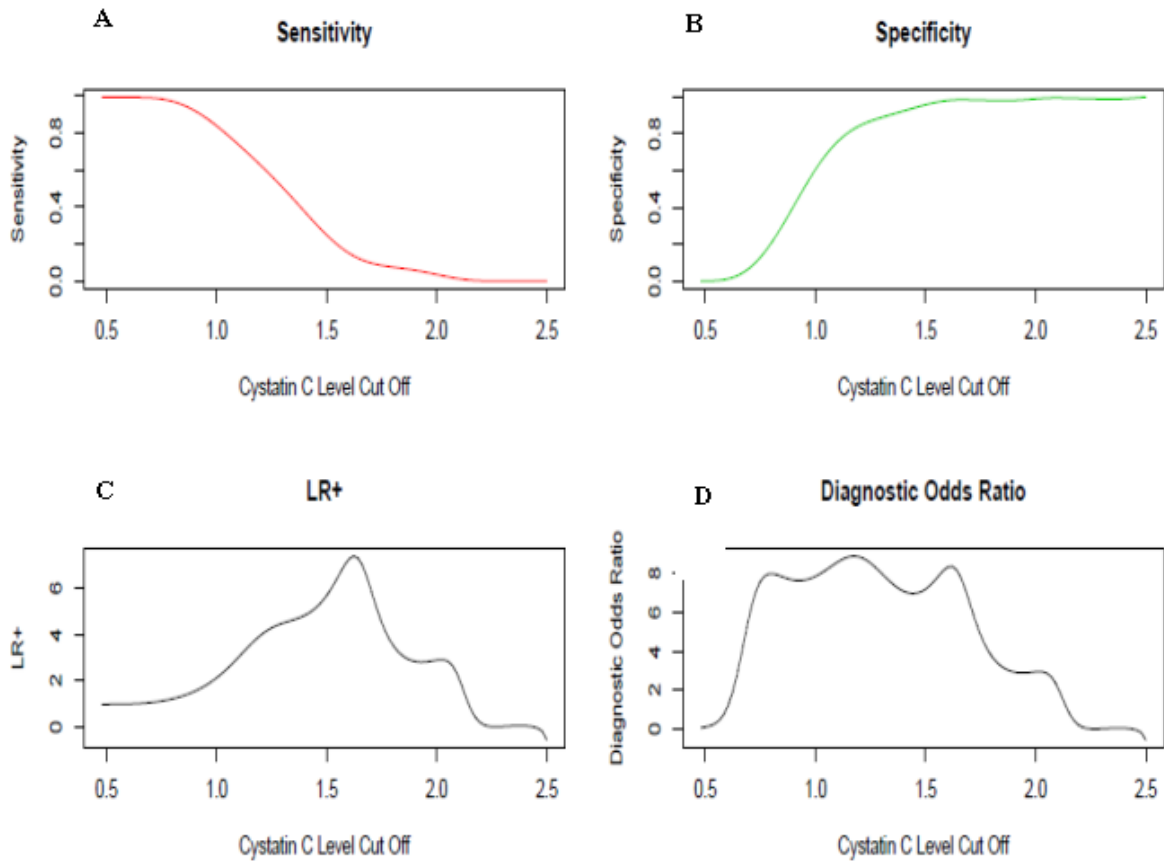 A
Sensitivity
Sensitivity
0.0 0.4 0.8
0.5 1.0 1.5 2.0 2.5
Cystatin C Level Cut Off
B
Specificity
Specificity
0.0 0.4 0.8
0.5 1.0 1.5 2.0 2.5
Cystatin C Level Cut Off
C
LR+
LR+
0 2 4 6
0.5 1.0 1.5 2.0 2.5
Cystatin C Level Cut Off
D
Diagnostic Odds Ratio
Diagnostic Odds Ratio
0 2 4 6 8
0.5 1.0 1.5 2.0 2.5
Cystatin C Level Cut Off